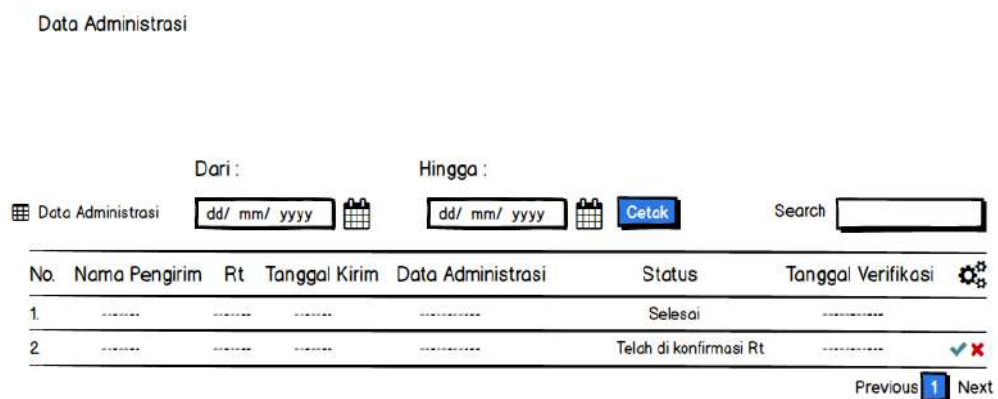 Data Administrasi
Dari : Hingga :
Data Administrasi dd/ mm/ yyyy dd/ mm/ yyyy Cetak Search
No. Nama Pengirim Rt Tanggal Kirim Data Administrasi Status Tanggal Verifikasi
1. ------- ------- ------- ----------- Selesai -----------
2 ------- ------- ------- ----------- Telah di konfirmasi Rt -----------
Previous 1 Next